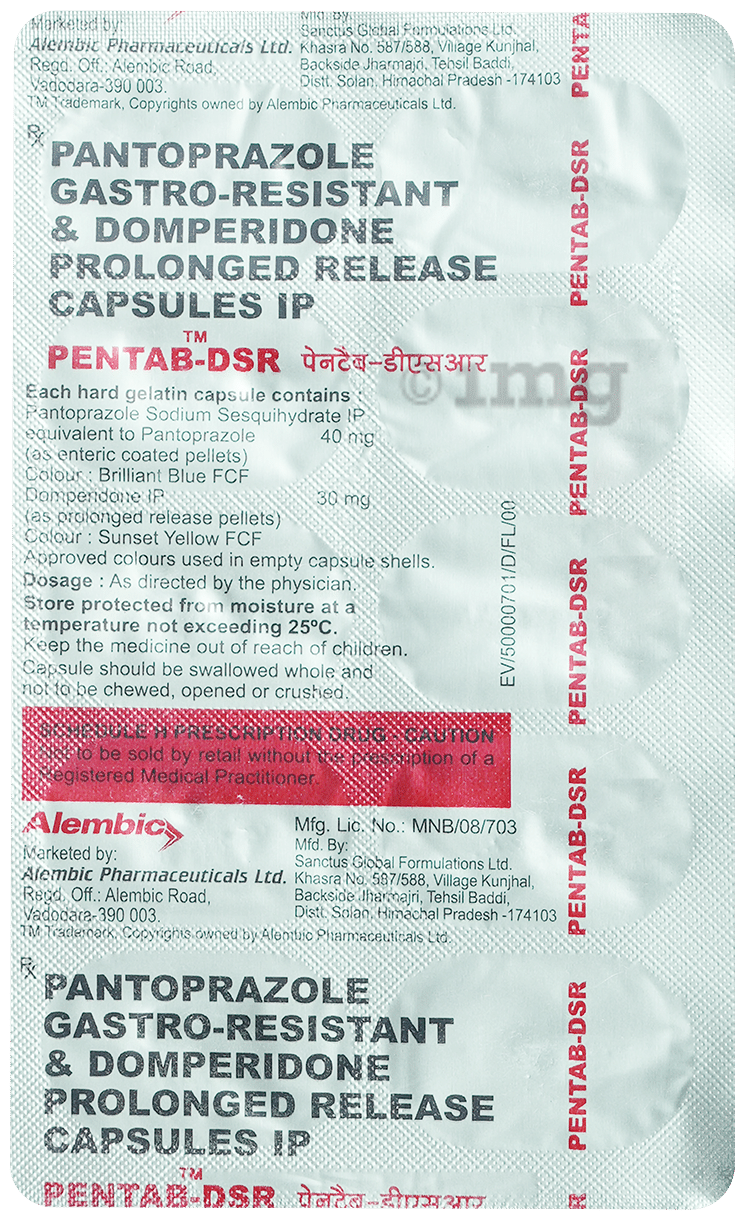 Marketed by:
Alembic Pharmaceuticals Ltd.
Regd. Off.: Alembic Road,
Vadodara-390 003.
Mfd. By
Sanctus Global Formulations Ltd.
Khasra No. 587/588, Village Kunjhal,
Backside Jharmajri, Tehsil Baddi,
Distt. Solan, Himachal Pradesh -174103
TM Trademark, Copyrights owned by Alembic Pharmaceuticals Ltd.
Rx
PANTOPRAZOLE
GASTRO-RESISTANT
& DOMPERIDONE
PROLONGED RELEASE
CAPSULES IP
PENTAB-DSR™ पेनटैब-डीएसआर
Each hard gelatin capsule contains :
Pantoprazole Sodium Sesquihydrate IP
equivalent to Pantoprazole 40 mg
(as enteric coated pellets)
Colour : Brilliant Blue FCF
Domperidone IP 30 mg
(as prolonged release pellets)
Colour : Sunset Yellow FCF
Approved colours used in empty capsule shells.
Dosage : As directed by the physician.
Store protected from moisture at a
temperature not exceeding 25ºC.
Keep the medicine out of reach of children.
Capsule should be swallowed whole and
not to be chewed, opened or crushed.
SCHEDULE H PRESCRIPTION DRUG - CAUTION
Not to be sold by retail without the prescription of a
Registered Medical Practitioner.
Alembic
Marketed by:
Alembic Pharmaceuticals Ltd.
Regd. Off.: Alembic Road,
Vadodara-390 003.
Mfg. Lic. No.: MNB/08/703
Mfd. By:
Sanctus Global Formulations Ltd.
Khasra No. 587/588, Village Kunjhal,
Backside Jharmajri, Tehsil Baddi,
Distt. Solan, Himachal Pradesh -174103
TM Trademark, Copyrights owned by Alembic Pharmaceuticals Ltd.
Rx
PANTOPRAZOLE
GASTRO-RESISTANT
& DOMPERIDONE
PROLONGED RELEASE
CAPSULES IP
PENTAB-DSR™ पेनटैब-डीएसआर
EV/50000701/D/FL/00
PENTA
PENTAB-DSR
PENTAB-DSR
PENTAB-DSR
PENTAB-DSR
PENTAB-DSR
R
© 1mg